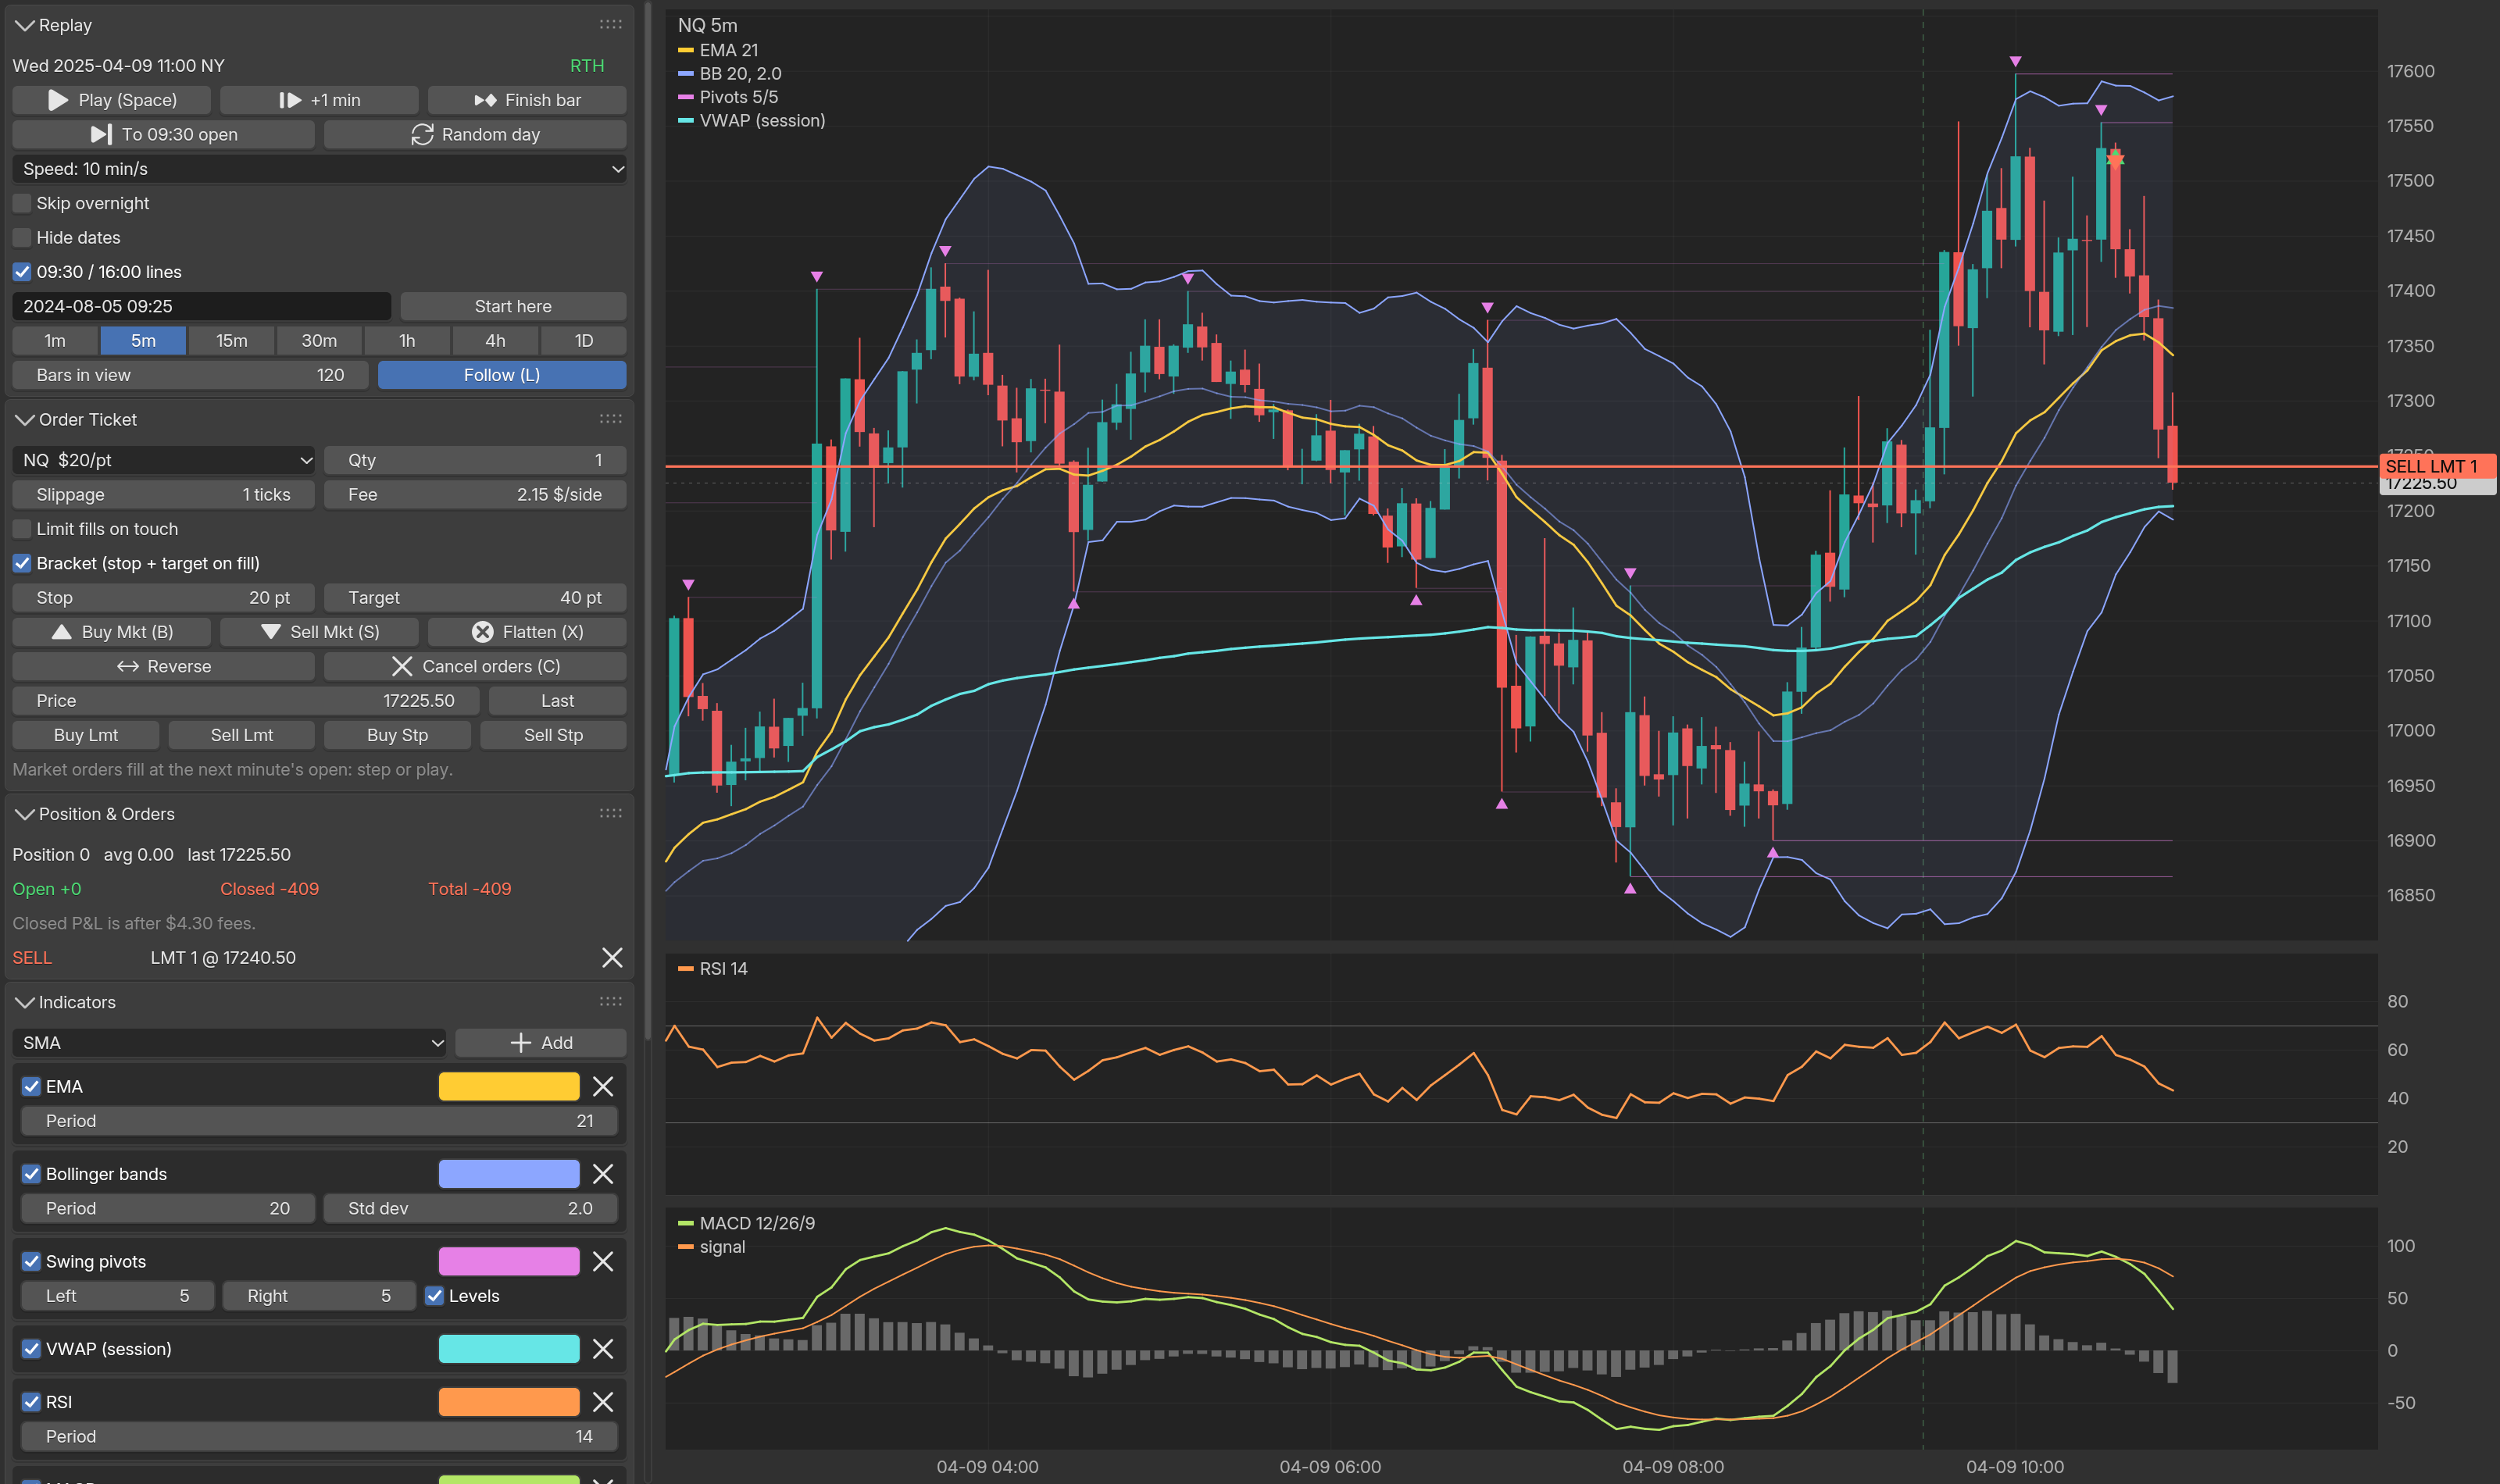 Replay
Wed 2025-04-09 11:00 NY RTH
Play (Space) +1 min Finish bar
To 09:30 open Random day
Speed: 10 min/s
Skip overnight
Hide dates
09:30 / 16:00 lines
2024-08-05 09:25 Start here
1m 5m 15m 30m 1h 4h 1D
Bars in view 120 Follow (L)
Order Ticket
NQ $20/pt Qty 1
Slippage 1 ticks Fee 2.15 $/side
Limit fills on touch
Bracket (stop + target on fill)
Stop 20 pt Target 40 pt
Buy Mkt (B) Sell Mkt (S) Flatten (X)
Reverse Cancel orders (C)
Price 17225.50 Last
Buy Lmt Sell Lmt Buy Stp Sell Stp
Market orders fill at the next minute's open: step or play.
Position & Orders
Position 0 avg 0.00 last 17225.50
Open +0 Closed -409 Total -409
Closed P&L is after $4.30 fees.
SELL LMT 1 @ 17240.50
Indicators
SMA Add
EMA
Period 21
Bollinger bands
Period 20 Std dev 2.0
Swing pivots
Left 5 Right 5 Levels
VWAP (session)
RSI
Period 14
NQ 5m
EMA 21
BB 20, 2.0
Pivots 5/5
VWAP (session)
17600
17550
17500
17450
17400
17350
17300
SELL LMT 1
17225.50
17200
17150
17100
17050
17000
16950
16900
16850
RSI 14
80
60
40
20
MACD 12/26/9
signal
100
50
0
-50
04-09 04:00 04-09 06:00 04-09 08:00 04-09 10:00